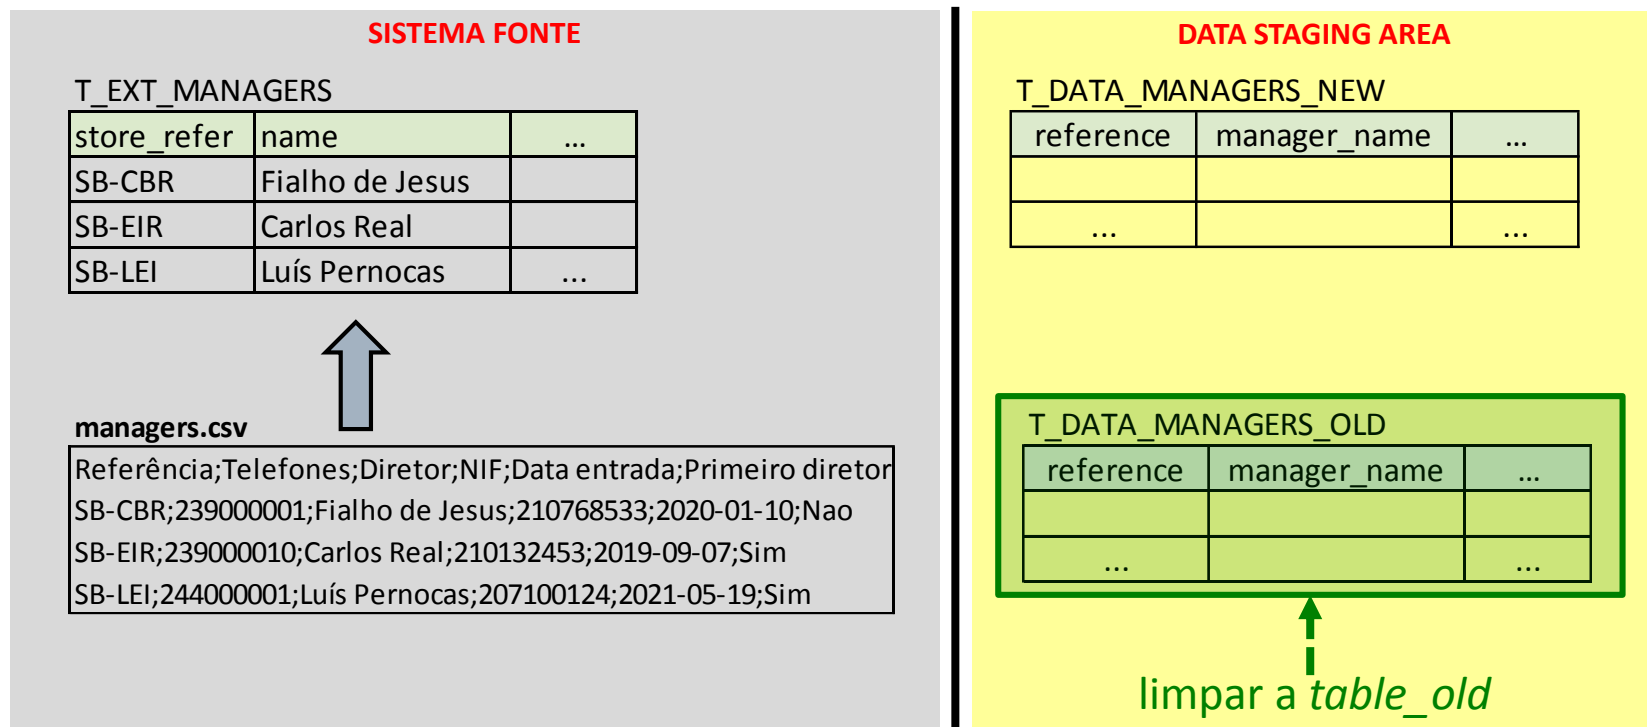 SISTEMA FONTE
T_EXT_MANAGERS
store_refer name ...
SB-CBR Fialho de Jesus
SB-EIR Carlos Real
SB-LEI Luís Pernocas ...
managers.csv
Referência;Telefones;Diretor;NIF;Data entrada;Primeiro diretor
SB-CBR;239000001;Fialho de Jesus;210768533;2020-01-10;Nao
SB-EIR;239000010;Carlos Real;210132453;2019-09-07;Sim
SB-LEI;244000001;Luís Pernocas;207100124;2021-05-19;Sim
DATA STAGING AREA
T_DATA_MANAGERS_NEW
reference manager_name ...
... ...
T_DATA_MANAGERS_OLD
reference manager_name ...
... ...
limpar a table_old